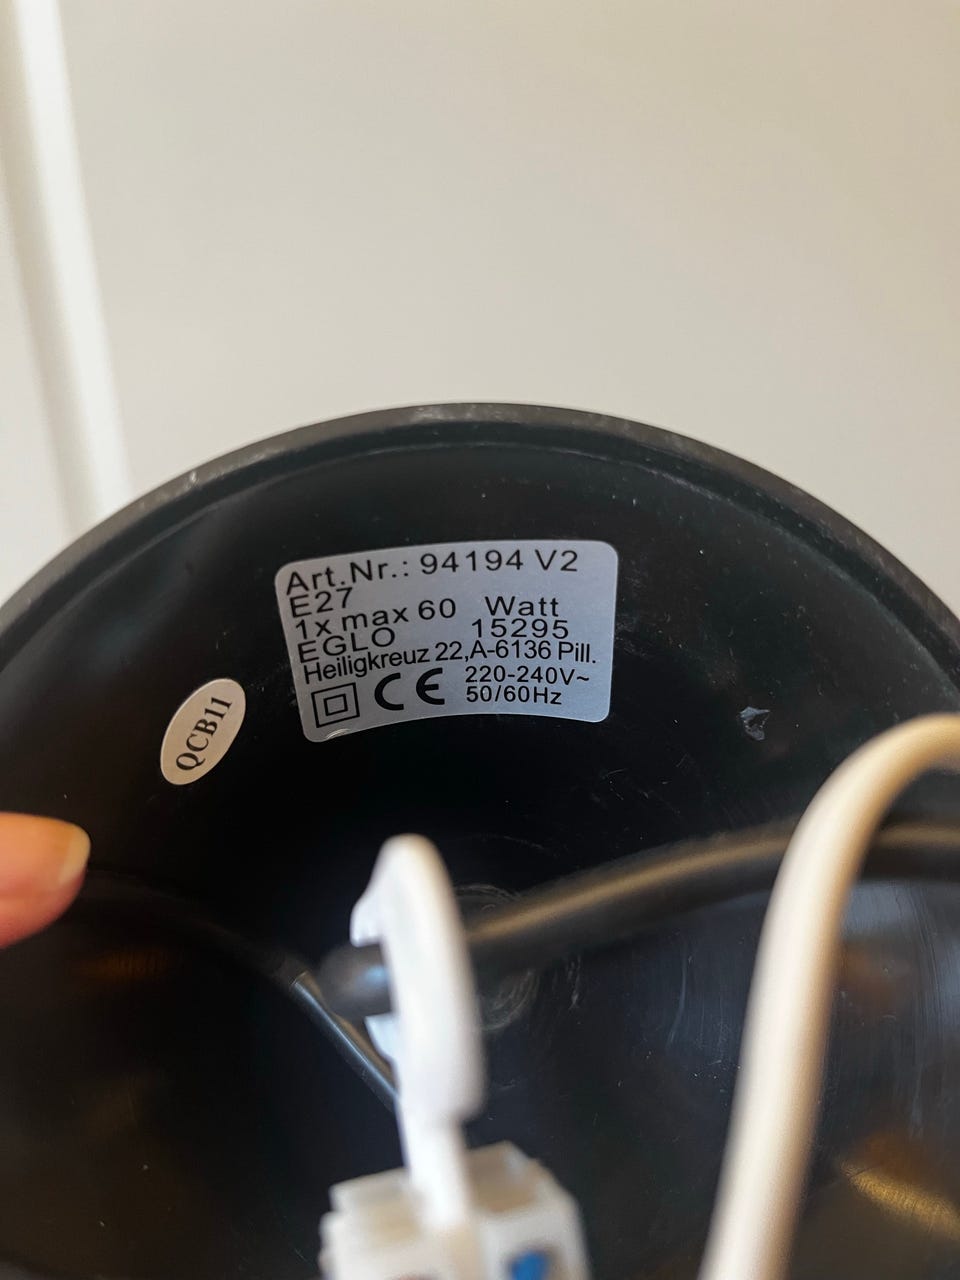 Art.Nr.: 94194 V2
E27
1x max 60 Watt
EGLO 15295
Heiligkreuz 22,A-6136 Pill.
CE 220-240V~
50/60Hz
QCB11